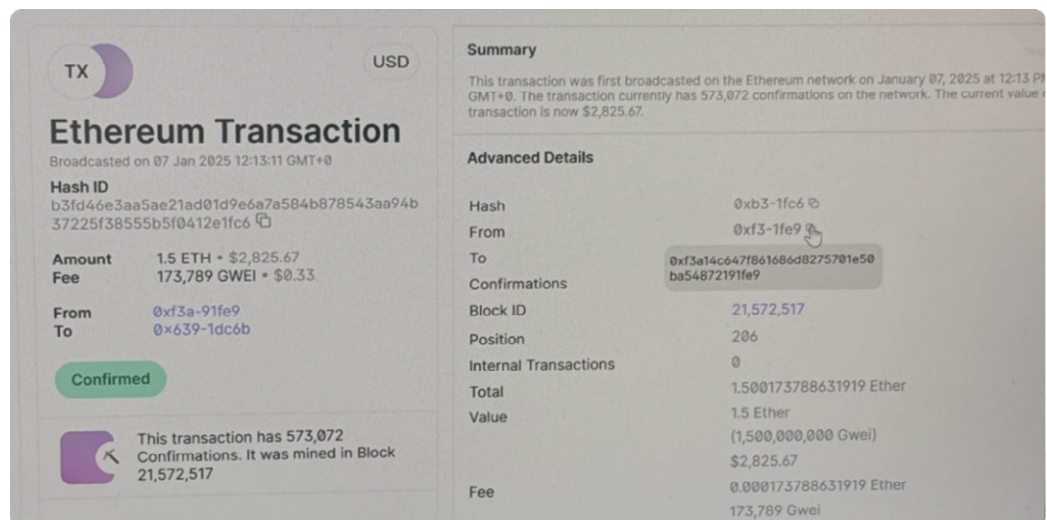 TX
USD
Ethereum Transaction
Broadcasted on 07 Jan 2025 12:13:11 GMT+0
Hash ID
b3fd46e3aa5ae21ad01d9e6a7a584b878543aa94b
37225f38555b5f0412e1fc6
Amount 1.5 ETH • $2,825.67
Fee 173,789 GWEI • $0.33
From 0xf3a-91fe9
To 0x639-1dc6b
Confirmed
This transaction has 573,072
Confirmations. It was mined in Block
21,572,517
Summary
This transaction was first broadcasted on the Ethereum network on January 07, 2025 at 12:13 PM
GMT+0. The transaction currently has 573,072 confirmations on the network. The current value
transaction is now $2,825.67.
Advanced Details
Hash 0xb3-1fc6
From 0xf3-1fe9
To
0xf3a14c647f861686d8275701e50
ba54872191fe9
Confirmations
Block ID 21,572,517
Position 206
Internal Transactions 0
Total 1.500173788631919 Ether
Value 1.5 Ether
(1,500,000,000 Gwei)
$2,825.67
Fee 0.000173788631919 Ether
173,789 Gwei